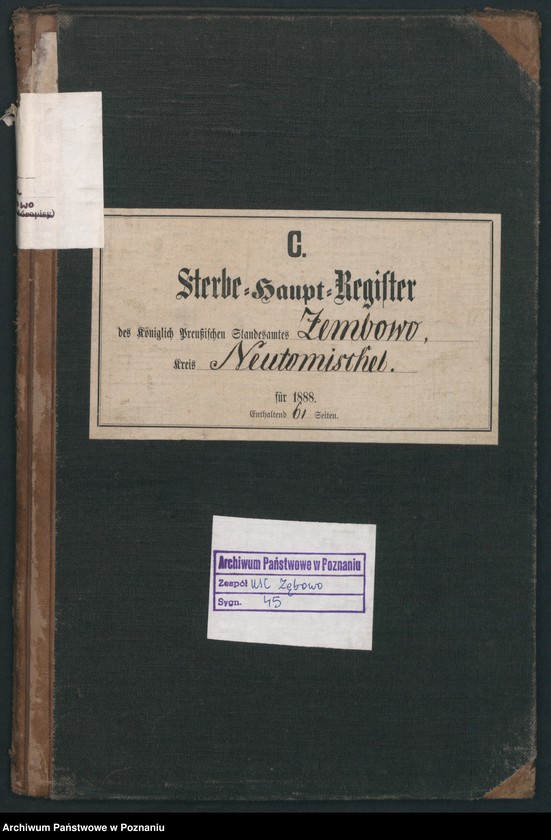 C.
Sterbe-Haupt-Register
des Königlich Preußischen Standesamtes Zembowo,
Kreis Neutomischel.
für 1888.
Enthaltend 61 Seiten.
Archiwum Państwowe w Poznaniu
Zespół USC Zębowo
Sygn. 45
Archiwum Państwowe w Poznaniu